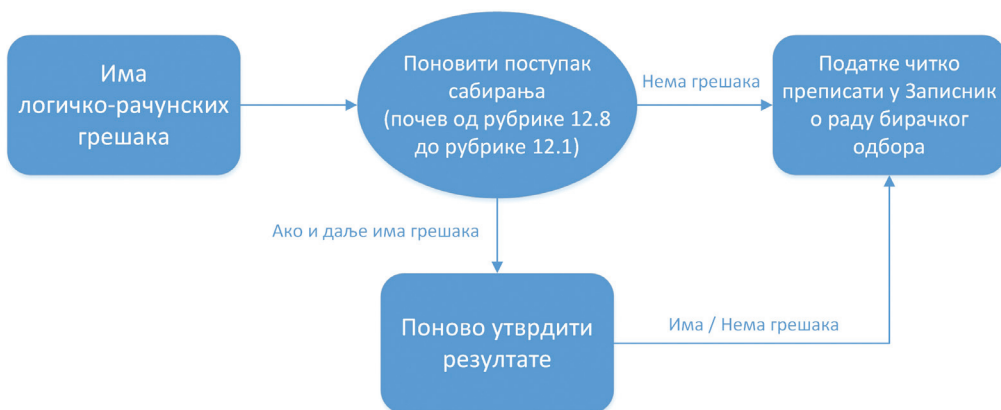 Има
логичко-рачунских
грешака
Поновити поступак
сабирања
(почев од рубрике 12.8
до рубрике 12.1)
Нема грешака
Податке читко
преписати у Записник
о раду бирачког
одбора
Ако и даље има грешака
Поново утврдити
резултате
Има / Нема грешака